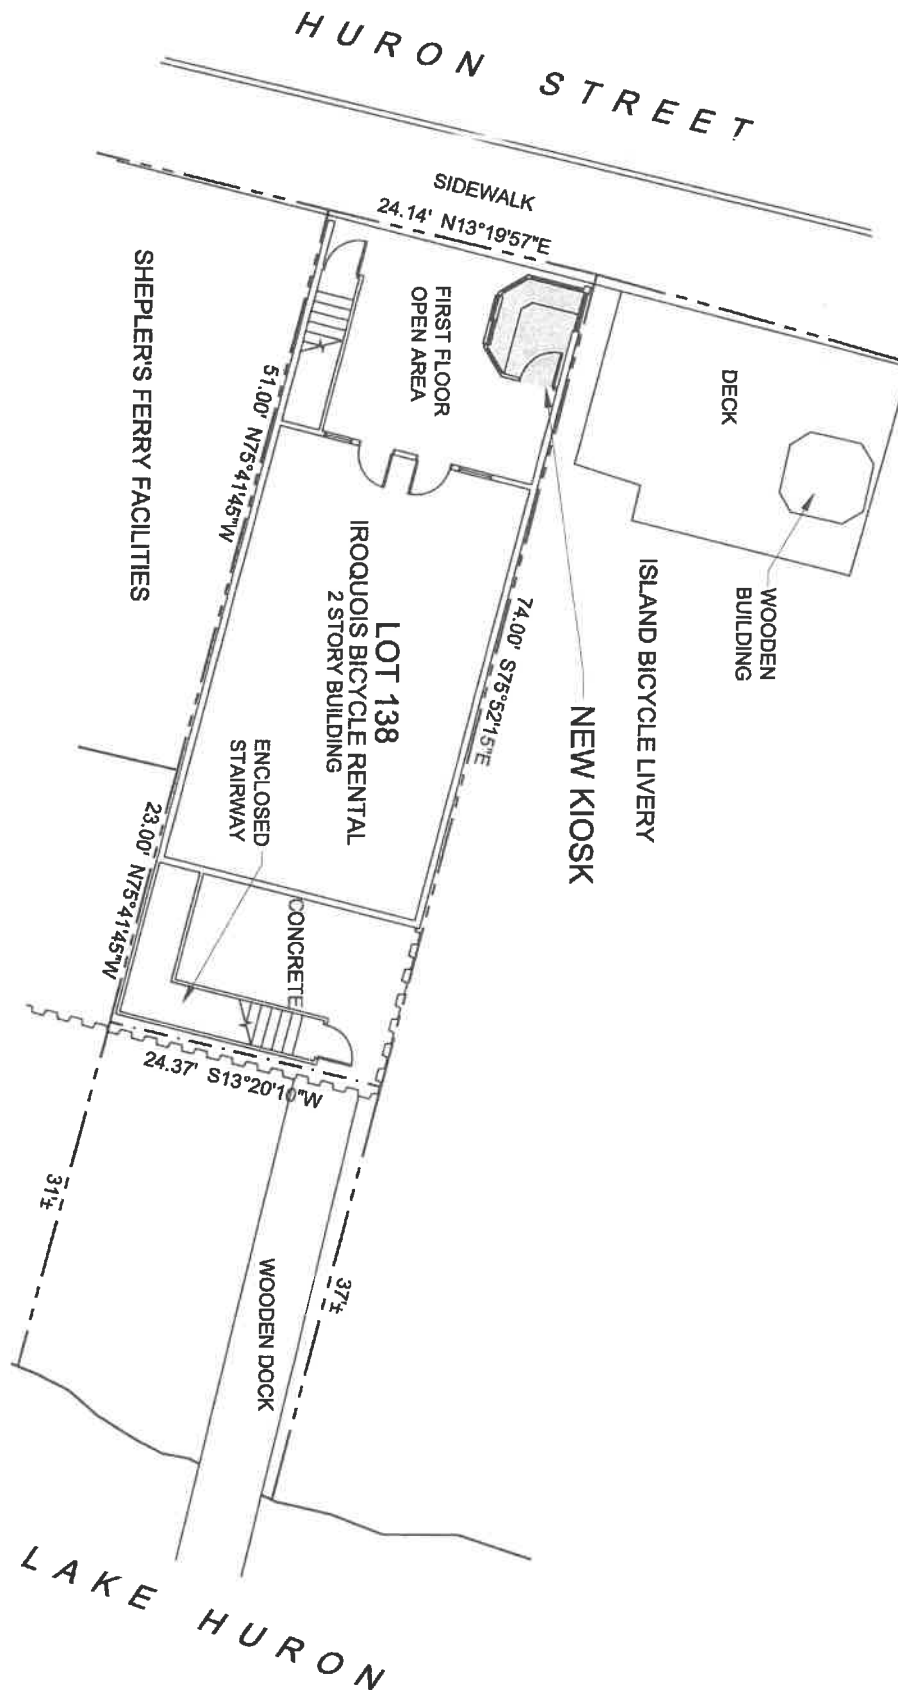 HURON STREET
SIDEWALK
24.14' N13°19'57"E
SHEPLER'S FERRY FACILITIES
FIRST FLOOR
OPEN AREA
DECK
WOODEN
BUILDING
ISLAND BICYCLE LIVERY
NEW KIOSK
51.00' N75°41'45"W
74.00' S75°52'15"E
LOT 138
IROQUOIS BICYCLE RENTAL
2 STORY BUILDING
ENCLOSED
STAIRWAY
23.00' N75°41'45"W
CONCRETE
24.37' S13°20'10"W
31'±
37'±
WOODEN DOCK
LAKE HURON